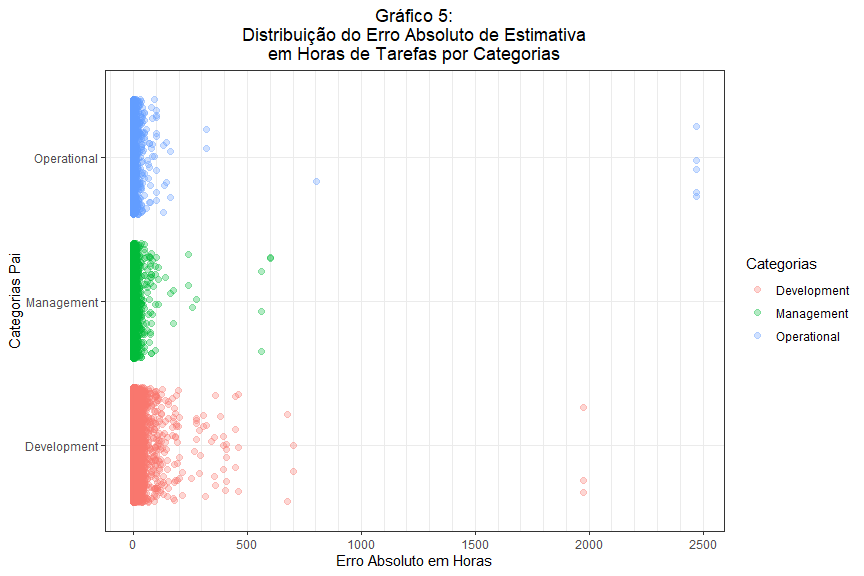 Gráfico 5:
Distribuição do Erro Absoluto de Estimativa
em Horas de Tarefas por Categorias
Categorias Pai
Operational
Management
Development
0
500
1000
1500
2000
2500
Erro Absoluto em Horas
Categorias
Development
Management
Operational